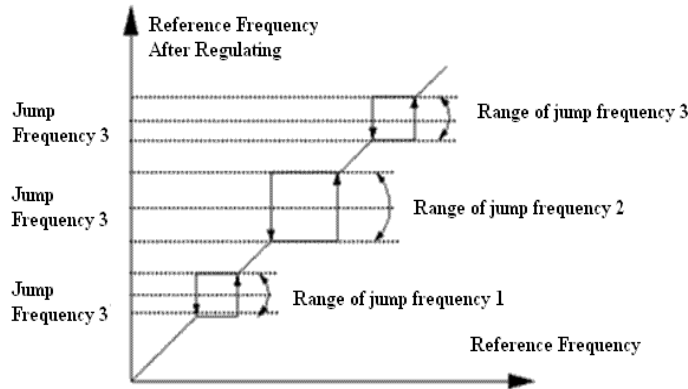 Reference Frequency
After Regulating
Jump
Frequency 3
Range of jump frequency 3
Jump
Frequency 3
Range of jump frequency 2
Jump
Frequency 3
Range of jump frequency 1
Reference Frequency